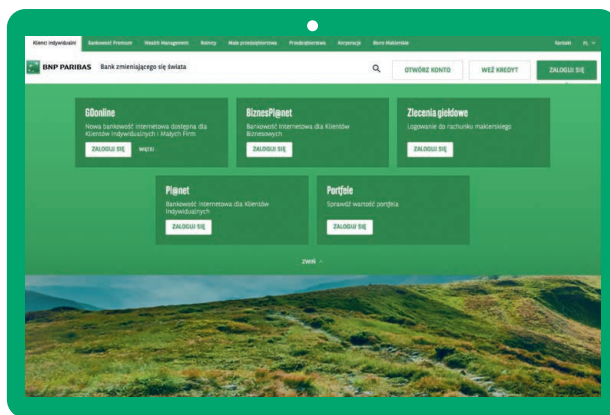 Klienci Indywidualni Bankowość Premium Wealth Management Rolnicy Małe przedsiębiorstwa Przedsiębiorstwa Korporacje Biuro Maklerskie Kontakt PL
BNP PARIBAS Bank zmieniającego się świata OTWÓRZ KONTO WEŹ KREDYT ZALOGUJ SIĘ
GOonline BiznesPl@net Zlecenia giełdowe
Nowa bankowość internetowa dostępna dla Bankowość Internetowa dla Klientów Logowanie do rachunku maklerskiego
Klientów Indywidualnych i Małych Firm Biznesowych
ZALOGUJ SIĘ WIĘCEJ ZALOGUJ SIĘ ZALOGUJ SIĘ
Pl@net Portfele
Bankowość Internetowa dla Klientów Sprawdź wartość portfela
Indywidualnych
ZALOGUJ SIĘ ZALOGUJ SIĘ
ZWIŃ